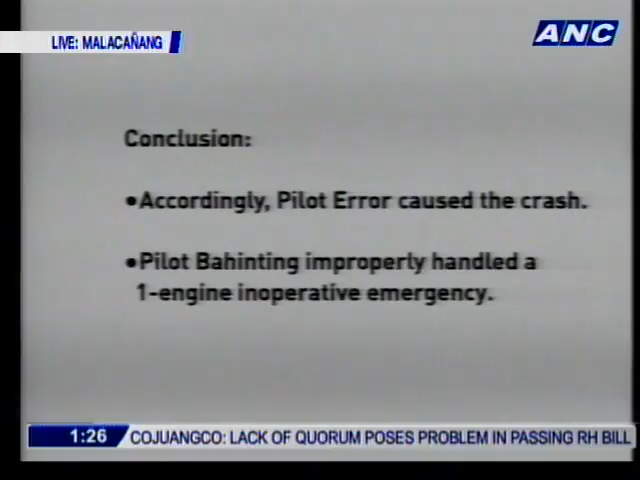 LIVE: MALACAÑANG
ANC
Conclusion:
•Accordingly, Pilot Error caused the crash.
•Pilot Bahinting improperly handled a
1-engine inoperative emergency.
1:26 COJUANGCO: LACK OF QUORUM POSES PROBLEM IN PASSING RH BILL